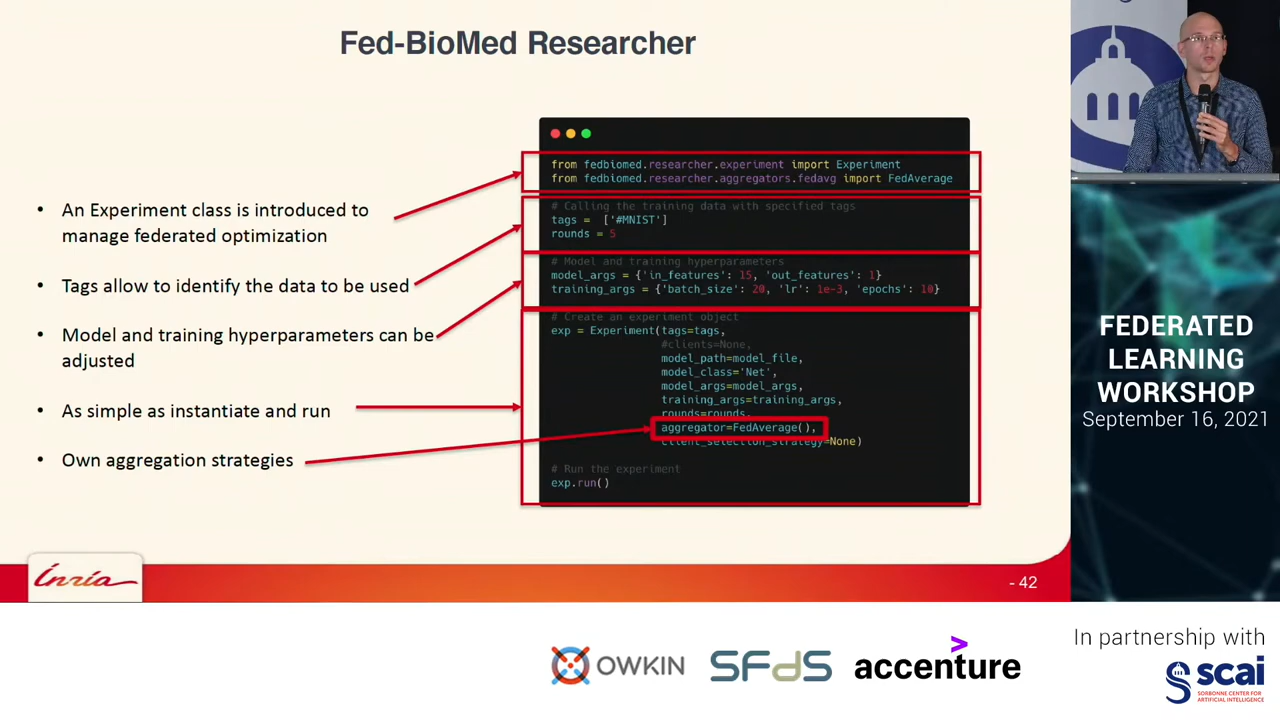 Fed-BioMed Researcher
• An Experiment class is introduced to
manage federated optimization
• Tags allow to identify the data to be used
• Model and training hyperparameters can be
adjusted
• As simple as instantiate and run
• Own aggregation strategies
from fedbiomed.researcher.experiment import Experiment
from fedbiomed.researcher.aggregators.fedavg import FedAverage
# Calling the training data with specified tags
tags = ['#MNIST']
rounds = 5
# Model and training hyperparameters
model_args = {'in_features': 15, 'out_features': 1}
training_args = {'batch_size': 20, 'lr': 1e-3, 'epochs': 10}
# Create an experiment object
exp = Experiment(tags=tags,
#clients=None,
model_path=model_file,
model_class='Net',
model_args=model_args,
training_args=training_args,
rounds=rounds,
aggregator=FedAverage(),
client_selection_strategy=None)
# Run the experiment
exp.run()
Inria
- 42
FEDERATED
LEARNING
WORKSHOP
September 16, 2021
OWKIN
SFdS
accenture
In partnership with
scai
SORBONNE CENTER FOR
ARTIFICIAL INTELLIGENCE